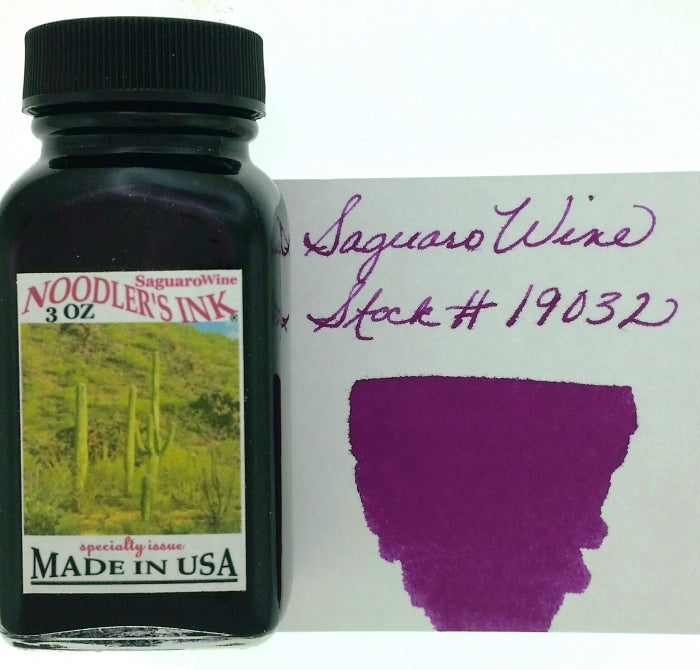 SaguaroWine
NOODLER'S INK
3 OZ
specialty issue
MADE IN USA
Saguaro Wine
Stock # 19032